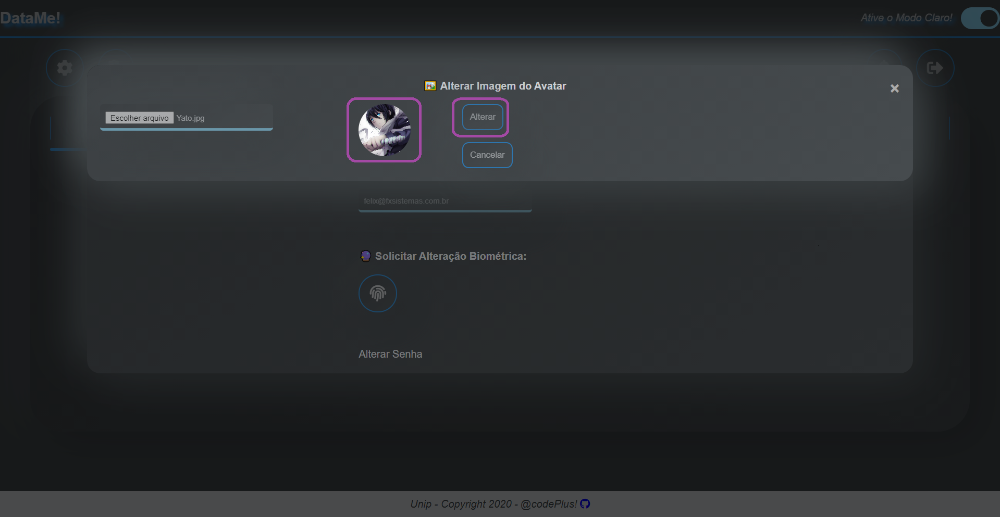 DataMe!
Ative o Modo Claro!
Alterar Imagem do Avatar
Escolher arquivo Yato.jpg
Alterar
Cancelar
felix@fxsistemas.com.br
Solicitar Alteração Biométrica:
Alterar Senha
Unip - Copyright 2020 - @codePlus!